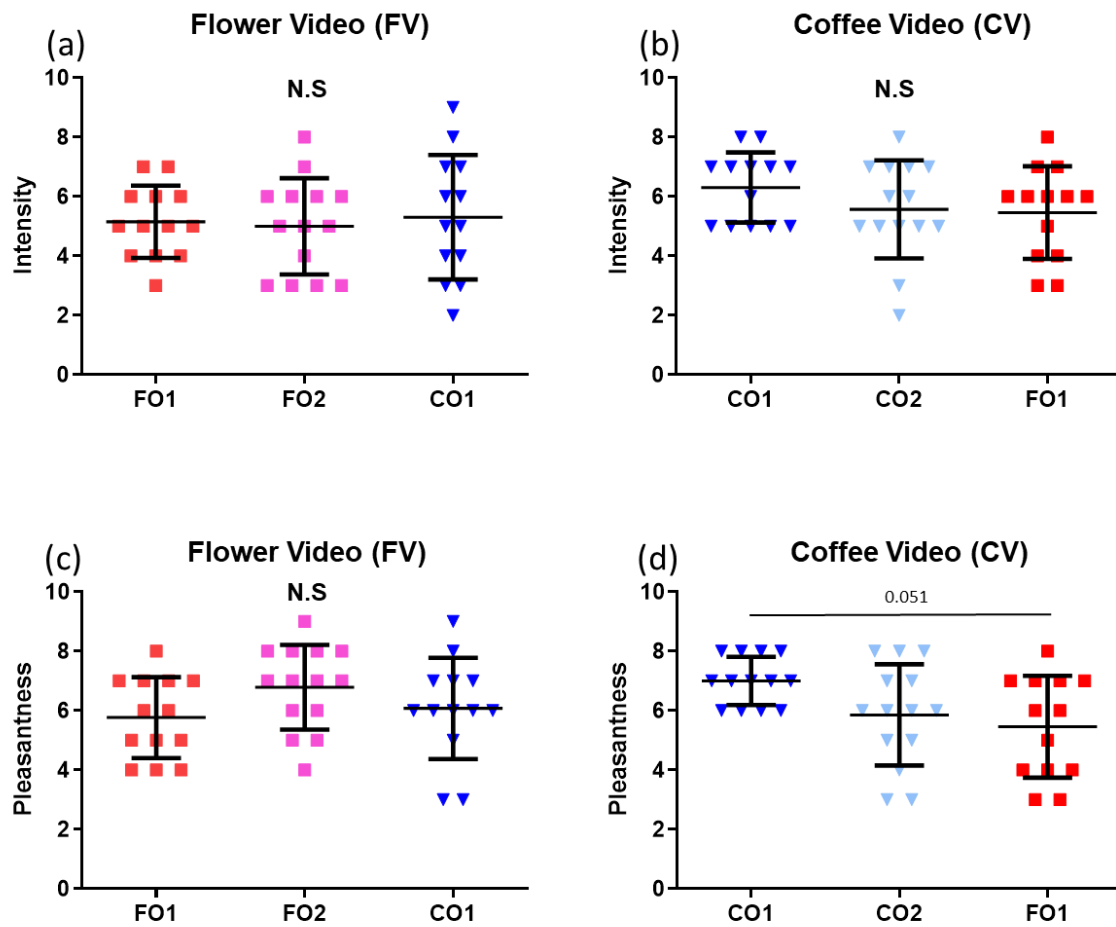 (a)
Flower Video (FV)
N.S
Intensity
10
8
6
4
2
0
FO1 FO2 CO1
(b)
Coffee Video (CV)
N.S
Intensity
10
8
6
4
2
0
CO1 CO2 FO1
(c)
Flower Video (FV)
N.S
Pleasantness
10
8
6
4
2
0
FO1 FO2 CO1
(d)
Coffee Video (CV)
0.051
Pleasantness
10
8
6
4
2
0
CO1 CO2 FO1